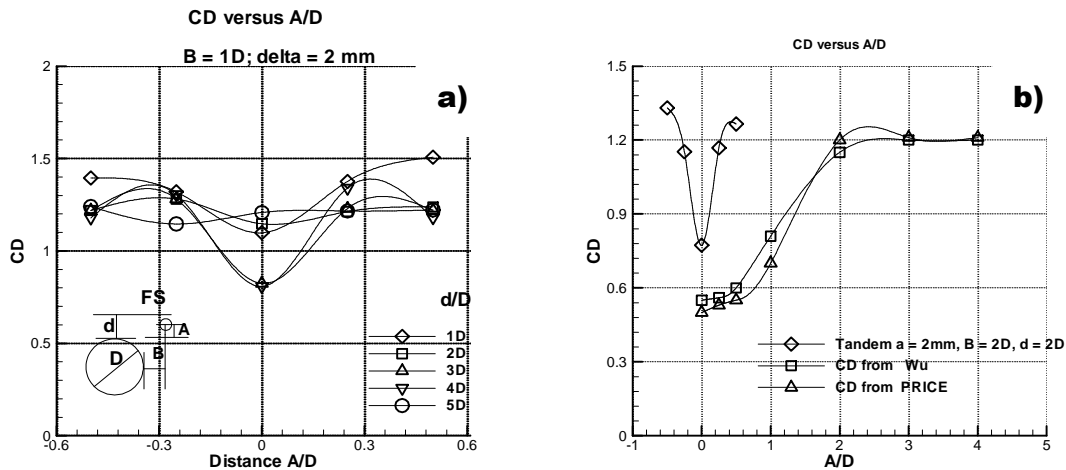 CD versus A/D
B = 1D; delta = 2 mm
a)
2
1.5
1
0.5
0
CD
FS
d
A
D
B
d/D
1D
2D
3D
4D
5D
-0.6
-0.3
0
0.3
0.6
Distance A/D
CD versus A/D
b)
1.5
1.2
0.9
0.6
0.3
0
CD
Tandem a = 2mm, B = 2D, d = 2D
CD from Wu
CD from PRICE
-1
0
1
2
3
4
5
A/D